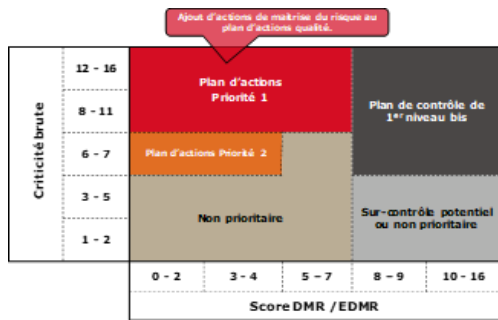 Ajout d'actions de maitrise du risque au
plan d'actions qualité.
Criticité brute
12 - 16
8 - 11
6 - 7
3 - 5
1 - 2
Plan d'actions
Priorité 1
Plan de contrôle de
1er niveau bis
Plan d'actions Priorité 2
Non prioritaire
Sur-contrôle potentiel
ou non prioritaire
0 - 2
3 - 4
5 - 7
8 - 9
10 - 16
Score DMR / EDMR